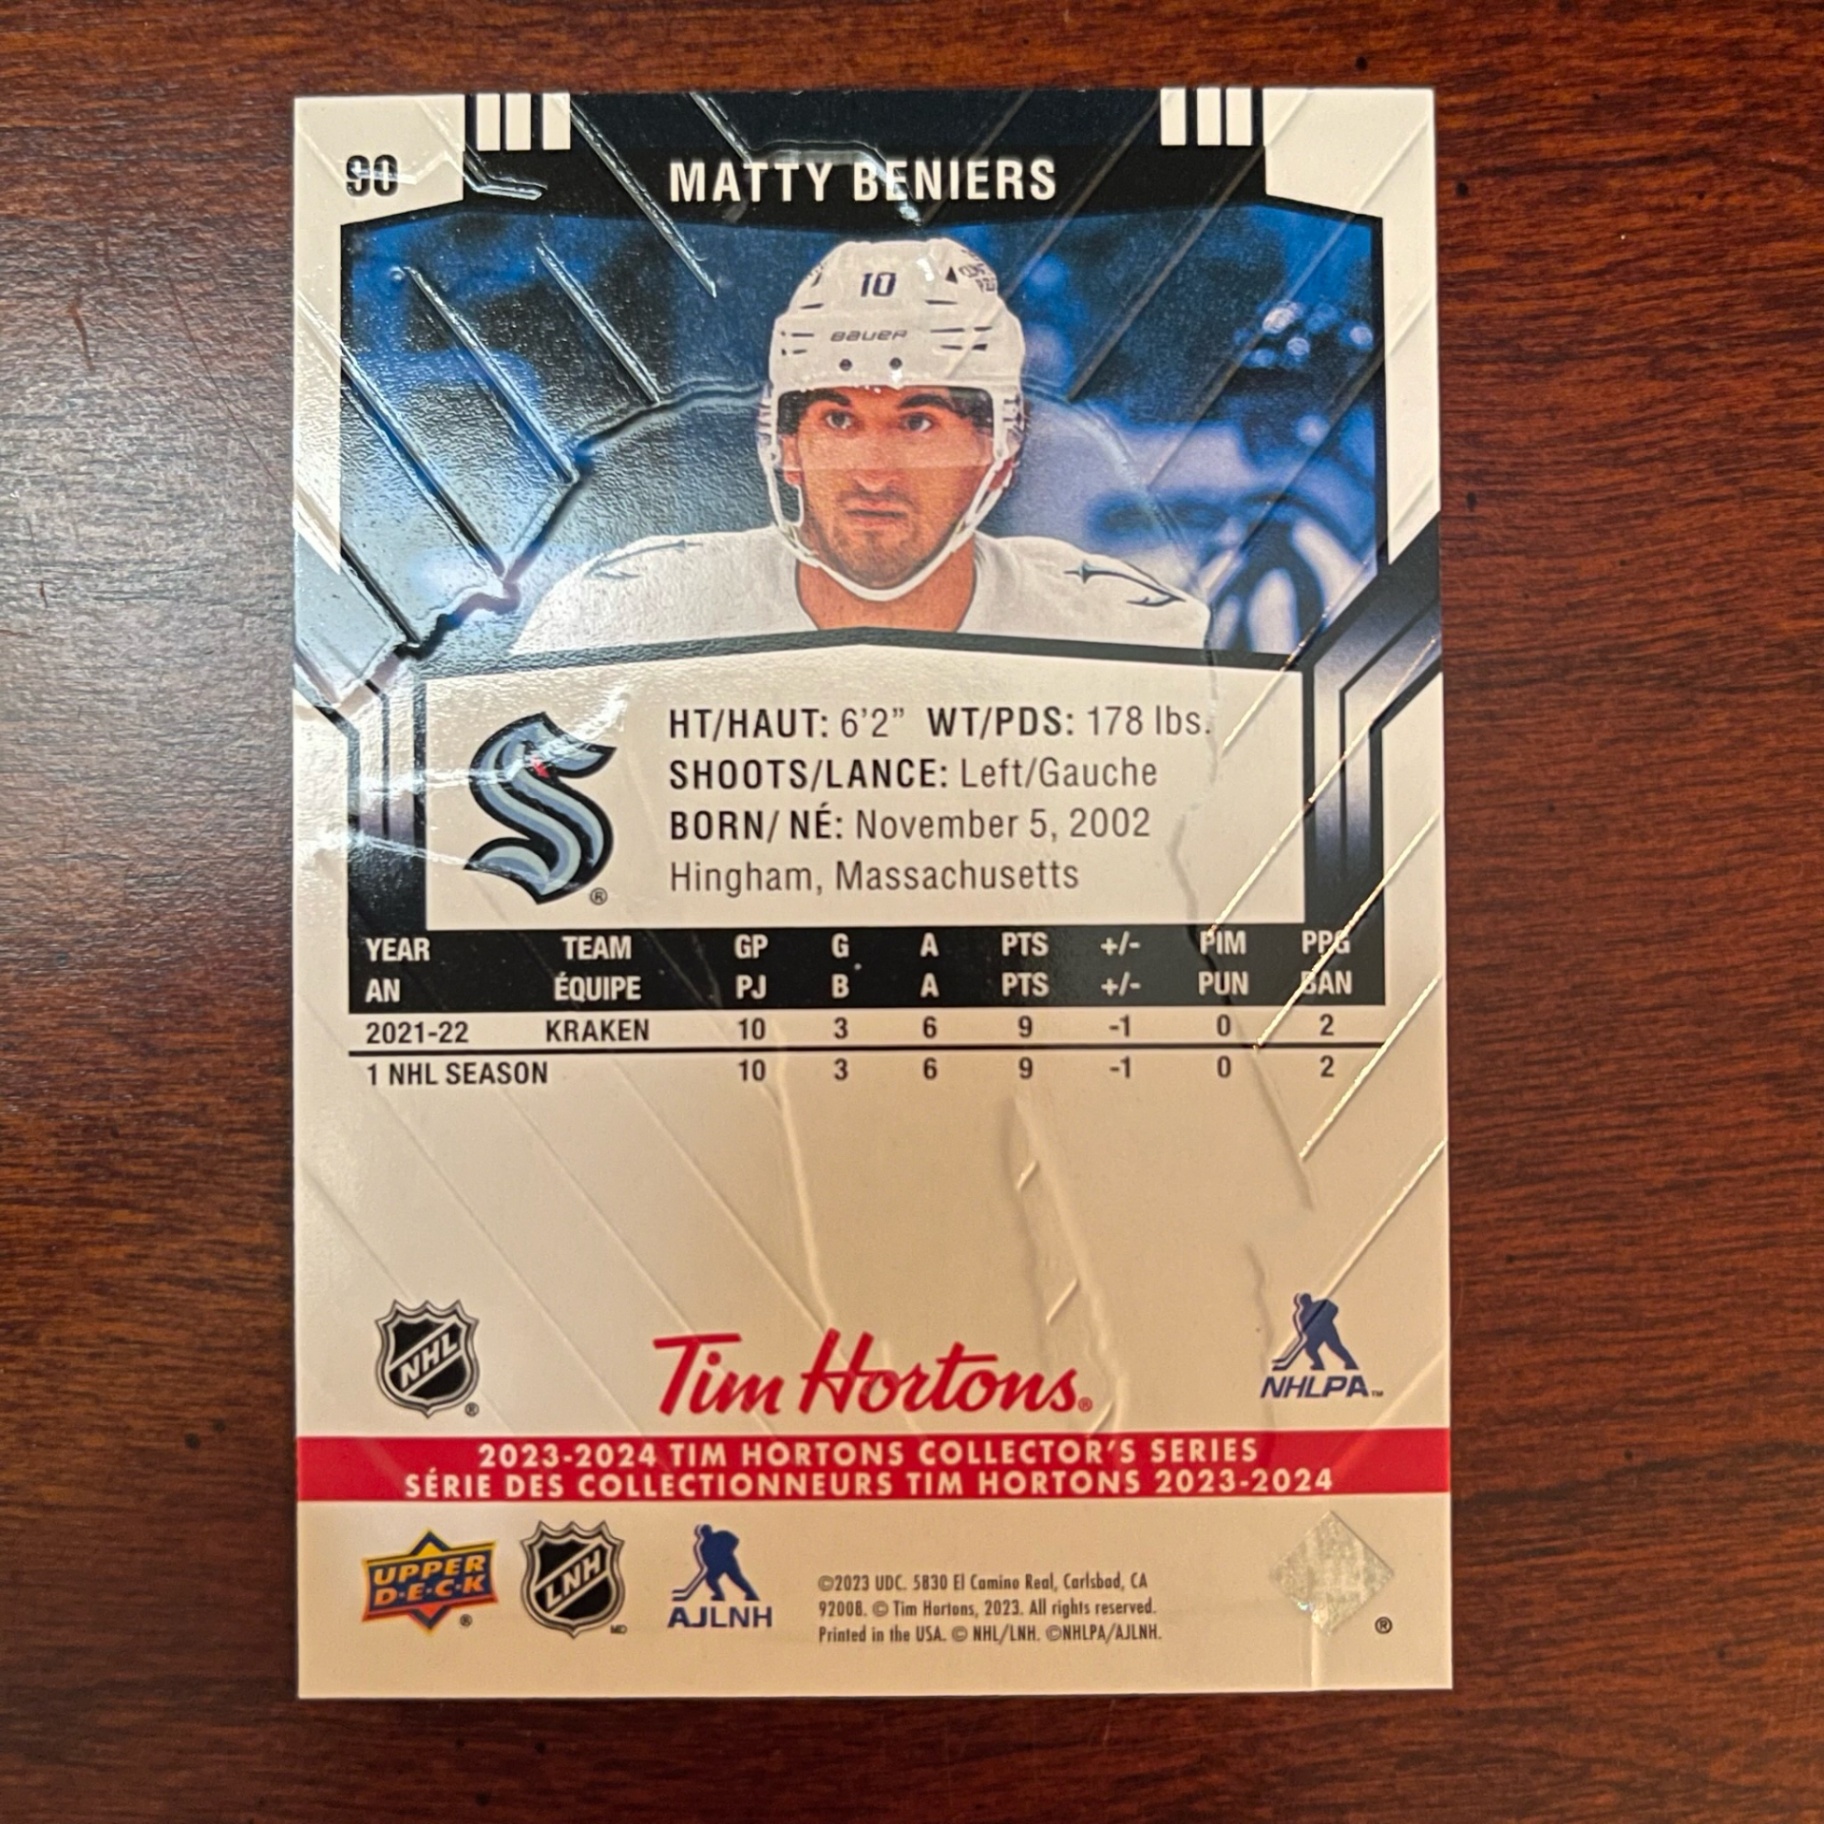 90
MATTY BENIERS
10
BAUER
HT/HAUT: 6'2” WT/PDS: 178 lbs.
SHOOTS/LANCE: Left/Gauche
BORN/ NÉ: November 5, 2002
Hingham, Massachusetts
®
YEAR TEAM GP G A PTS +/- PIM PPG
AN ÉQUIPE PJ B A PTS +/- PUN BAN
2021-22 KRAKEN 10 3 6 9 -1 0 2
1 NHL SEASON 10 3 6 9 -1 0 2
NHL ®
Tim Hortons®
NHLPA™
2023-2024 TIM HORTONS COLLECTOR'S SERIES
SÉRIE DES COLLECTIONNEURS TIM HORTONS 2023-2024
UPPER
D·E·C·K ®
LNH MD
AJLNH
©2023 UDC. 5830 El Camino Real, Carlsbad, CA
92008. © Tim Hortons, 2023. All rights reserved.
Printed in the USA. © NHL/LNH. ©NHLPA/AJLNH.
®